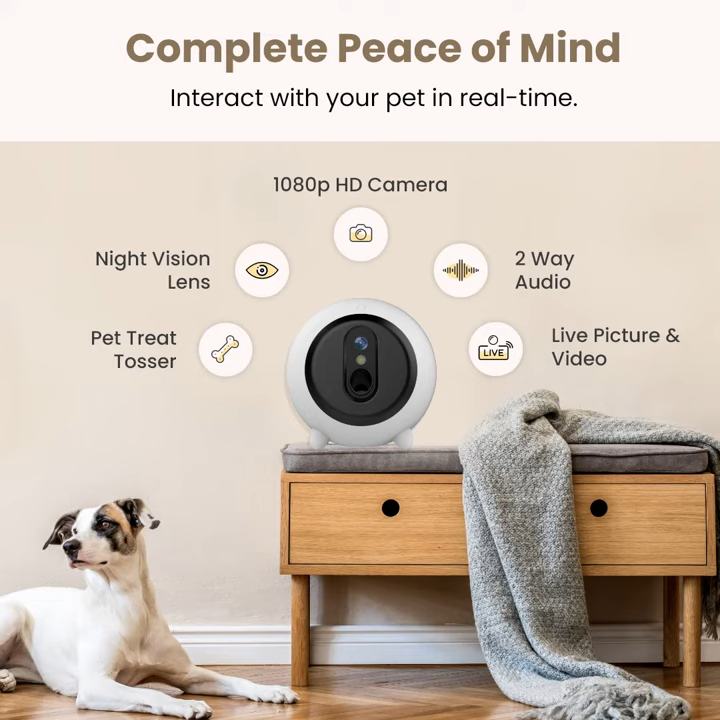 Complete Peace of Mind
Interact with your pet in real-time.
1080p HD Camera
Night Vision
Lens
2 Way
Audio
Pet Treat
Tosser
Live Picture &
Video
LIVE